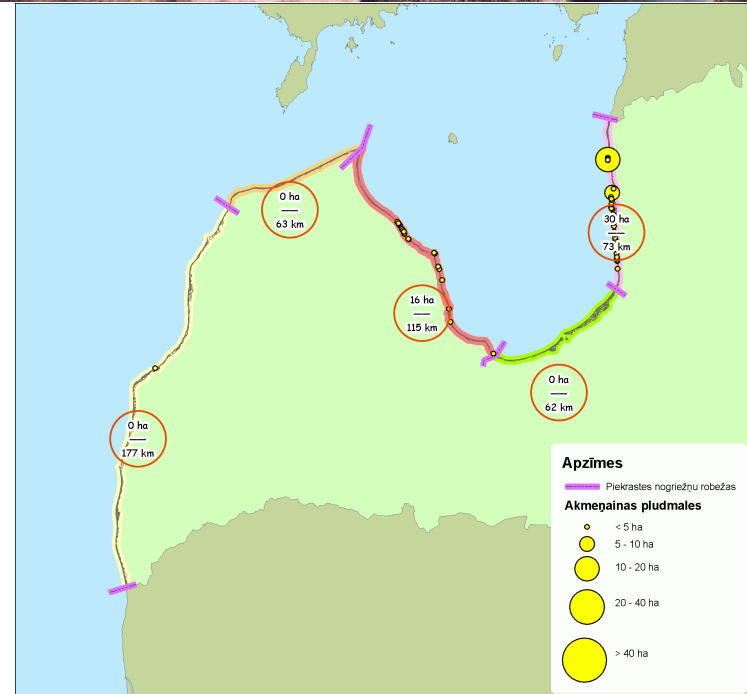 0 ha
63 km
30 ha
73 km
16 ha
115 km
0 ha
62 km
0 ha
177 km
Apzīmes
Piekrastes nogriežņu robežas
Akmeņainas pludmales
< 5 ha
5 - 10 ha
10 - 20 ha
20 - 40 ha
> 40 ha